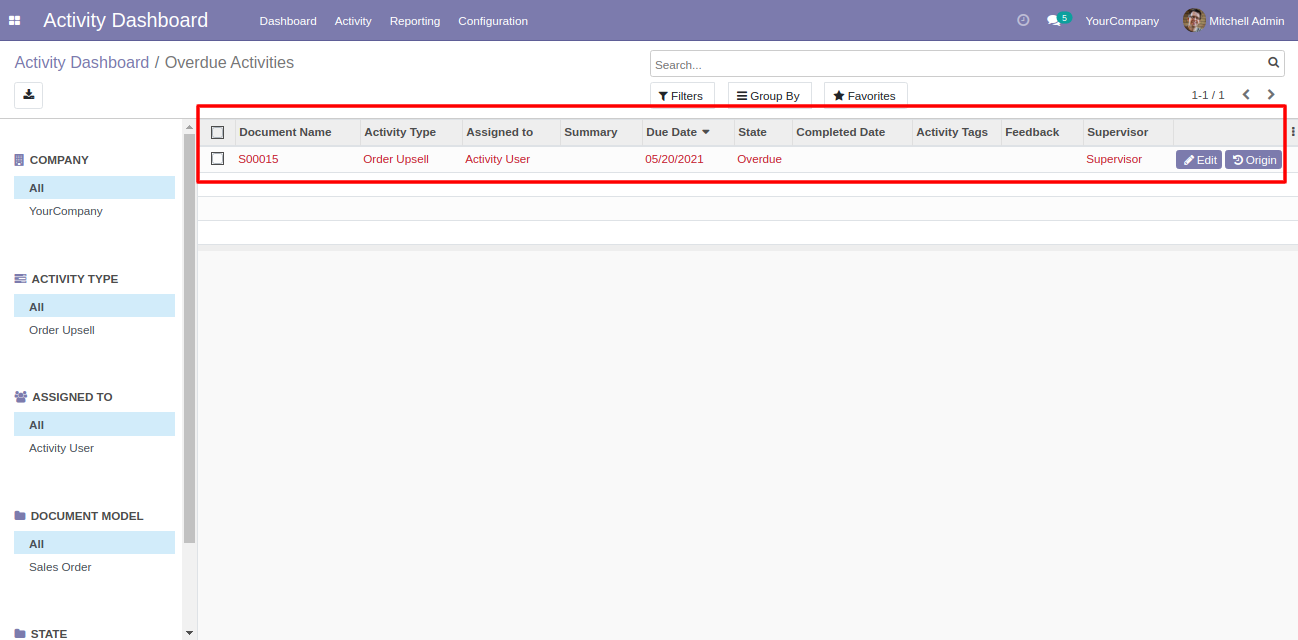 Activity Dashboard Dashboard Activity Reporting Configuration 5 YourCompany Mitchell Admin
Activity Dashboard / Overdue Activities
Search...
Filters Group By Favorites 1-1 / 1
Document Name Activity Type Assigned to Summary Due Date State Completed Date Activity Tags Feedback Supervisor
S00015 Order Upsell Activity User 05/20/2021 Overdue Supervisor Edit Origin
COMPANY
All
YourCompany
ACTIVITY TYPE
All
Order Upsell
ASSIGNED TO
All
Activity User
DOCUMENT MODEL
All
Sales Order
STATE